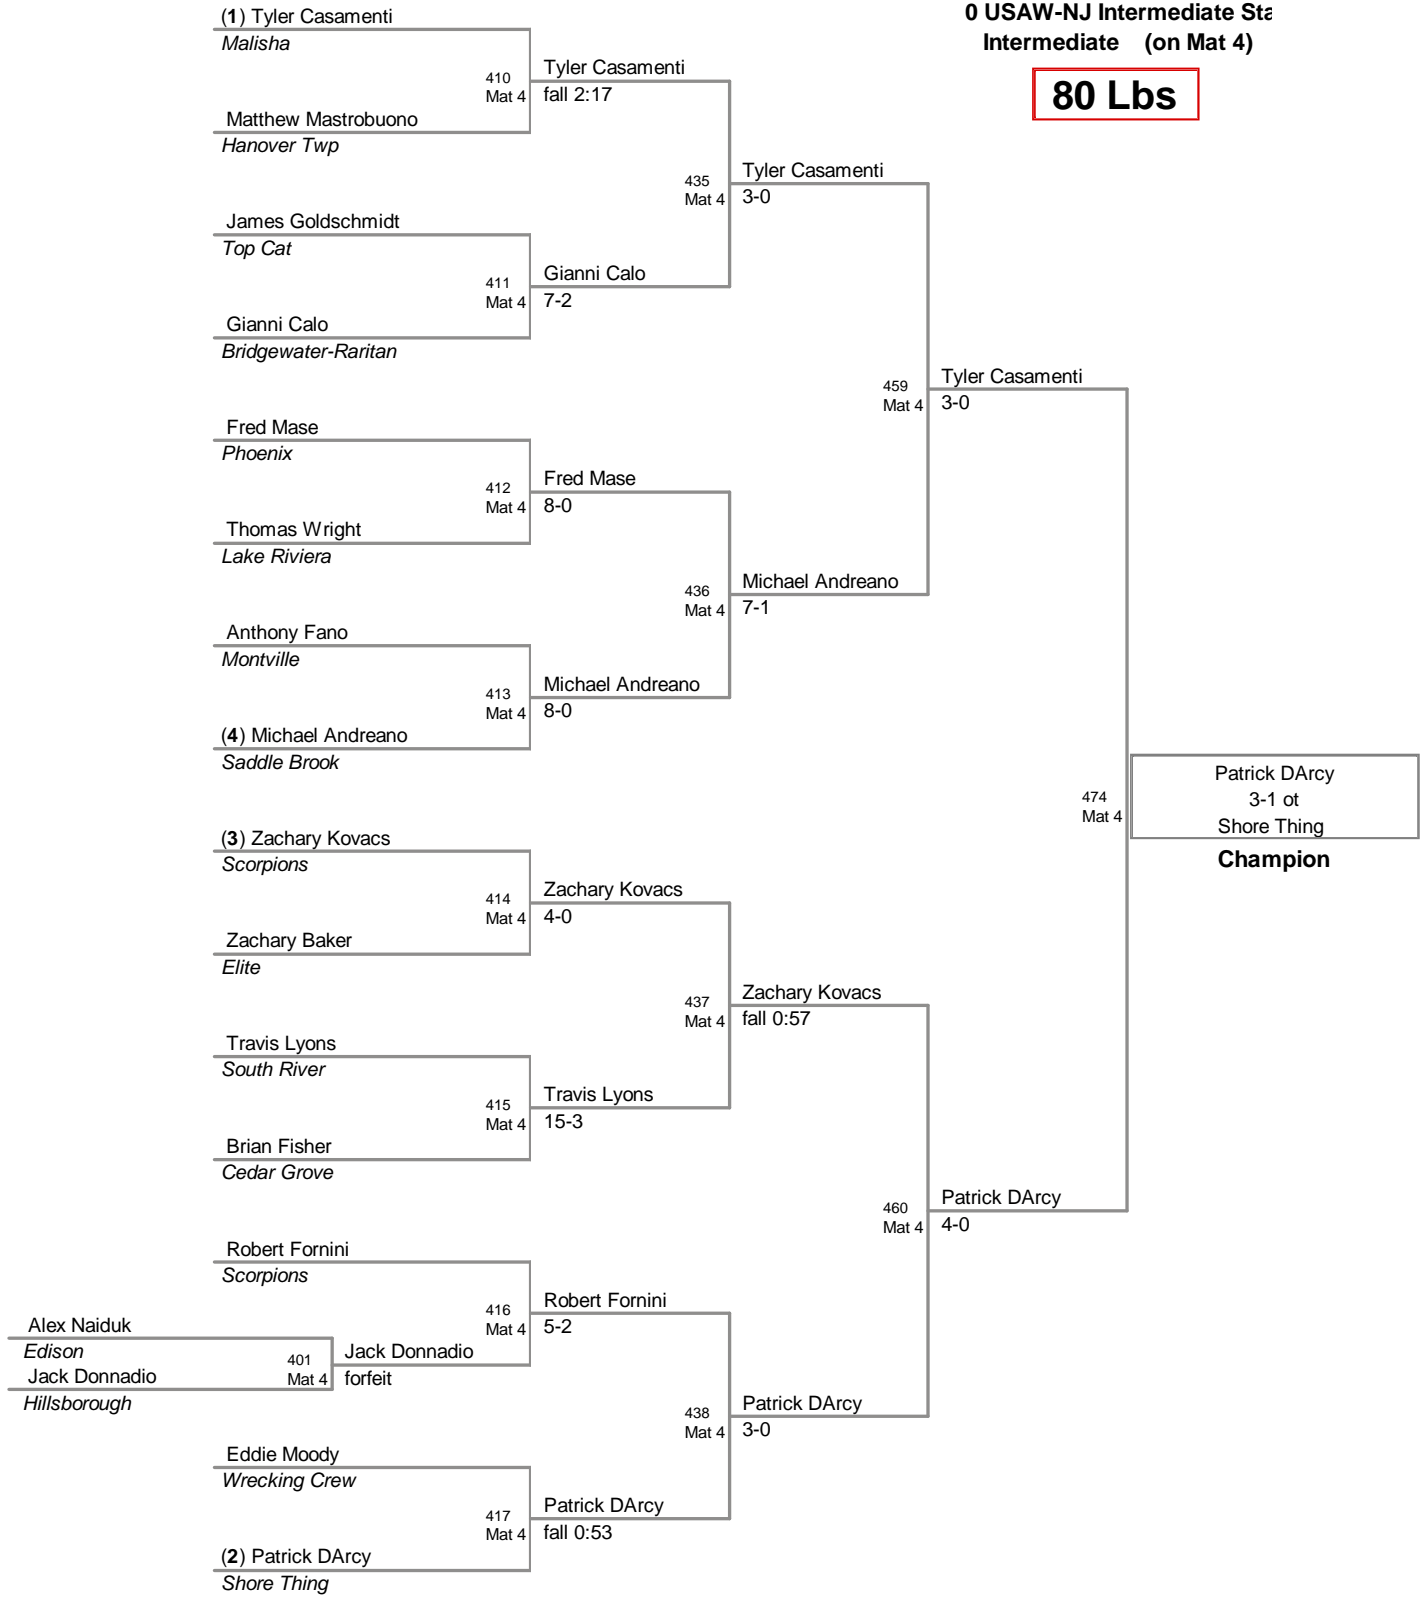 0 USAW-NJ Intermediate Sta
Intermediate (on Mat 4)
80 Lbs
(1) Tyler Casamenti
Malisha
410
Mat 4
Tyler Casamenti
fall 2:17
Matthew Mastrobuono
Hanover Twp
435
Mat 4
Tyler Casamenti
3-0
James Goldschmidt
Top Cat
411
Mat 4
Gianni Calo
7-2
Gianni Calo
Bridgewater-Raritan
459
Mat 4
Tyler Casamenti
3-0
Fred Mase
Phoenix
412
Mat 4
Fred Mase
8-0
Thomas Wright
Lake Riviera
436
Mat 4
Michael Andreano
7-1
Anthony Fano
Montville
413
Mat 4
Michael Andreano
8-0
(4) Michael Andreano
Saddle Brook
474
Mat 4
Patrick DArcy
3-1 ot
Shore Thing
Champion
(3) Zachary Kovacs
Scorpions
414
Mat 4
Zachary Kovacs
4-0
Zachary Baker
Elite
437
Mat 4
Zachary Kovacs
fall 0:57
Travis Lyons
South River
415
Mat 4
Travis Lyons
15-3
Brian Fisher
Cedar Grove
460
Mat 4
Patrick DArcy
4-0
Robert Fornini
Scorpions
416
Mat 4
Robert Fornini
5-2
Alex Naiduk
Edison
401
Mat 4
Jack Donnadio
forfeit
Jack Donnadio
Hillsborough
438
Mat 4
Patrick DArcy
3-0
Eddie Moody
Wrecking Crew
417
Mat 4
Patrick DArcy
fall 0:53
(2) Patrick DArcy
Shore Thing